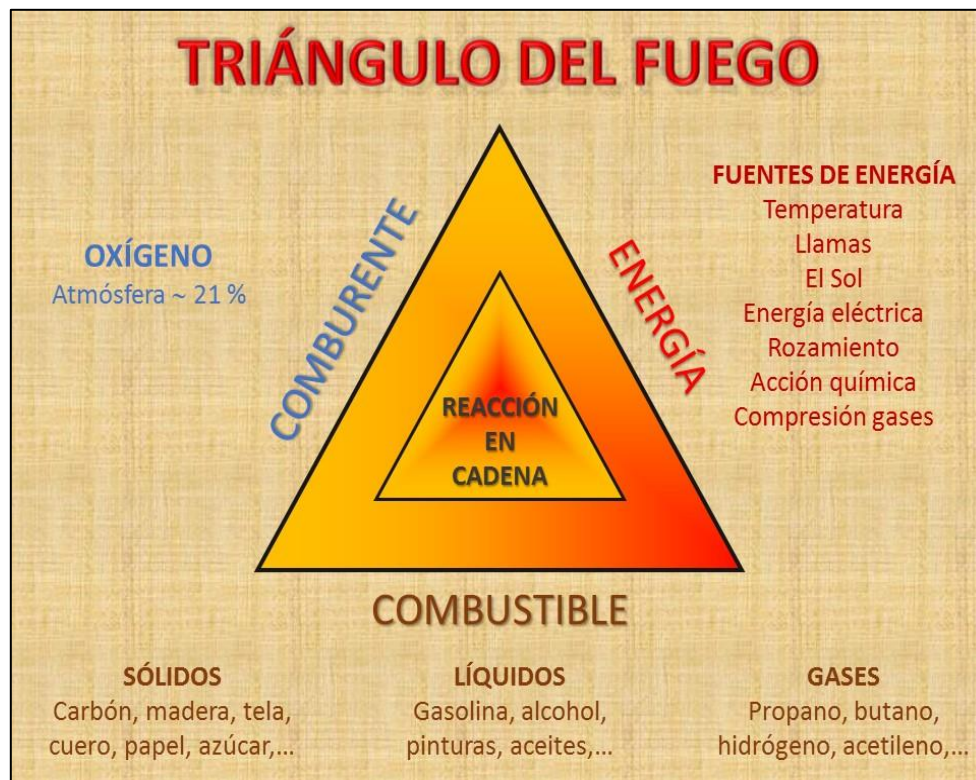 TRIÁNGULO DEL FUEGO
OXÍGENO
Atmósfera ~ 21 %
COMBURENTE
ENERGÍA
FUENTES DE ENERGÍA
Temperatura
Llamas
El Sol
Energía eléctrica
Rozamiento
Acción química
Compresión gases
REACCIÓN
EN
CADENA
COMBUSTIBLE
SÓLIDOS
Carbón, madera, tela,
cuero, papel, azúcar,...
LÍQUIDOS
Gasolina, alcohol,
pinturas, aceites,...
GASES
Propano, butano,
hidrógeno, acetileno,...